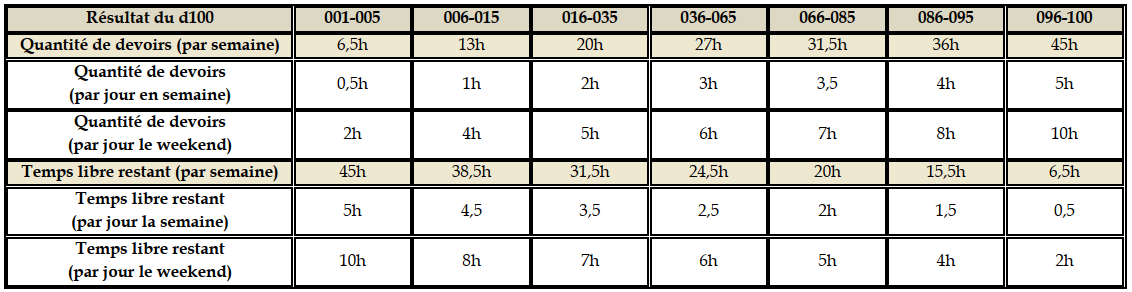 Résultat du d100 001-005 006-015 016-035 036-065 066-085 086-095 096-100
Quantité de devoirs (par semaine) 6,5h 13h 20h 27h 31,5h 36h 45h
Quantité de devoirs
(par jour en semaine) 0,5h 1h 2h 3h 3,5 4h 5h
Quantité de devoirs
(par jour le weekend) 2h 4h 5h 6h 7h 8h 10h
Temps libre restant (par semaine) 45h 38,5h 31,5h 24,5h 20h 15,5h 6,5h
Temps libre restant
(par jour la semaine) 5h 4,5 3,5 2,5 2h 1,5 0,5
Temps libre restant
(par jour le weekend) 10h 8h 7h 6h 5h 4h 2h